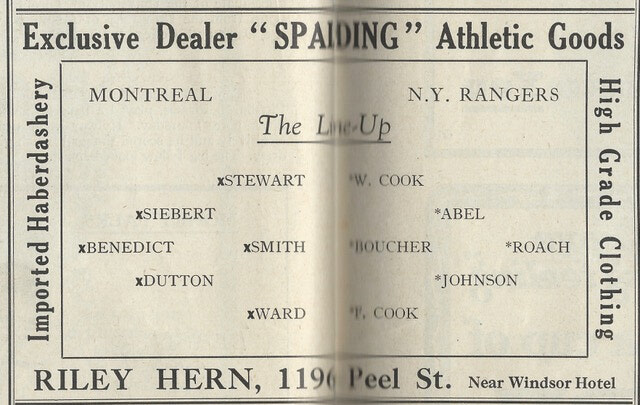 Exclusive Dealer "SPALDING" Athletic Goods
Imported Haberdashery
MONTREAL N.Y. RANGERS
The Line-Up
xSTEWART *W. COOK
xSIEBERT *ABEL
xBENEDICT xSMITH *BOUCHER *ROACH
xDUTTON *JOHNSON
xWARD *F. COOK
High Grade Clothing
RILEY HERN, 1196 Peel St. Near Windsor Hotel